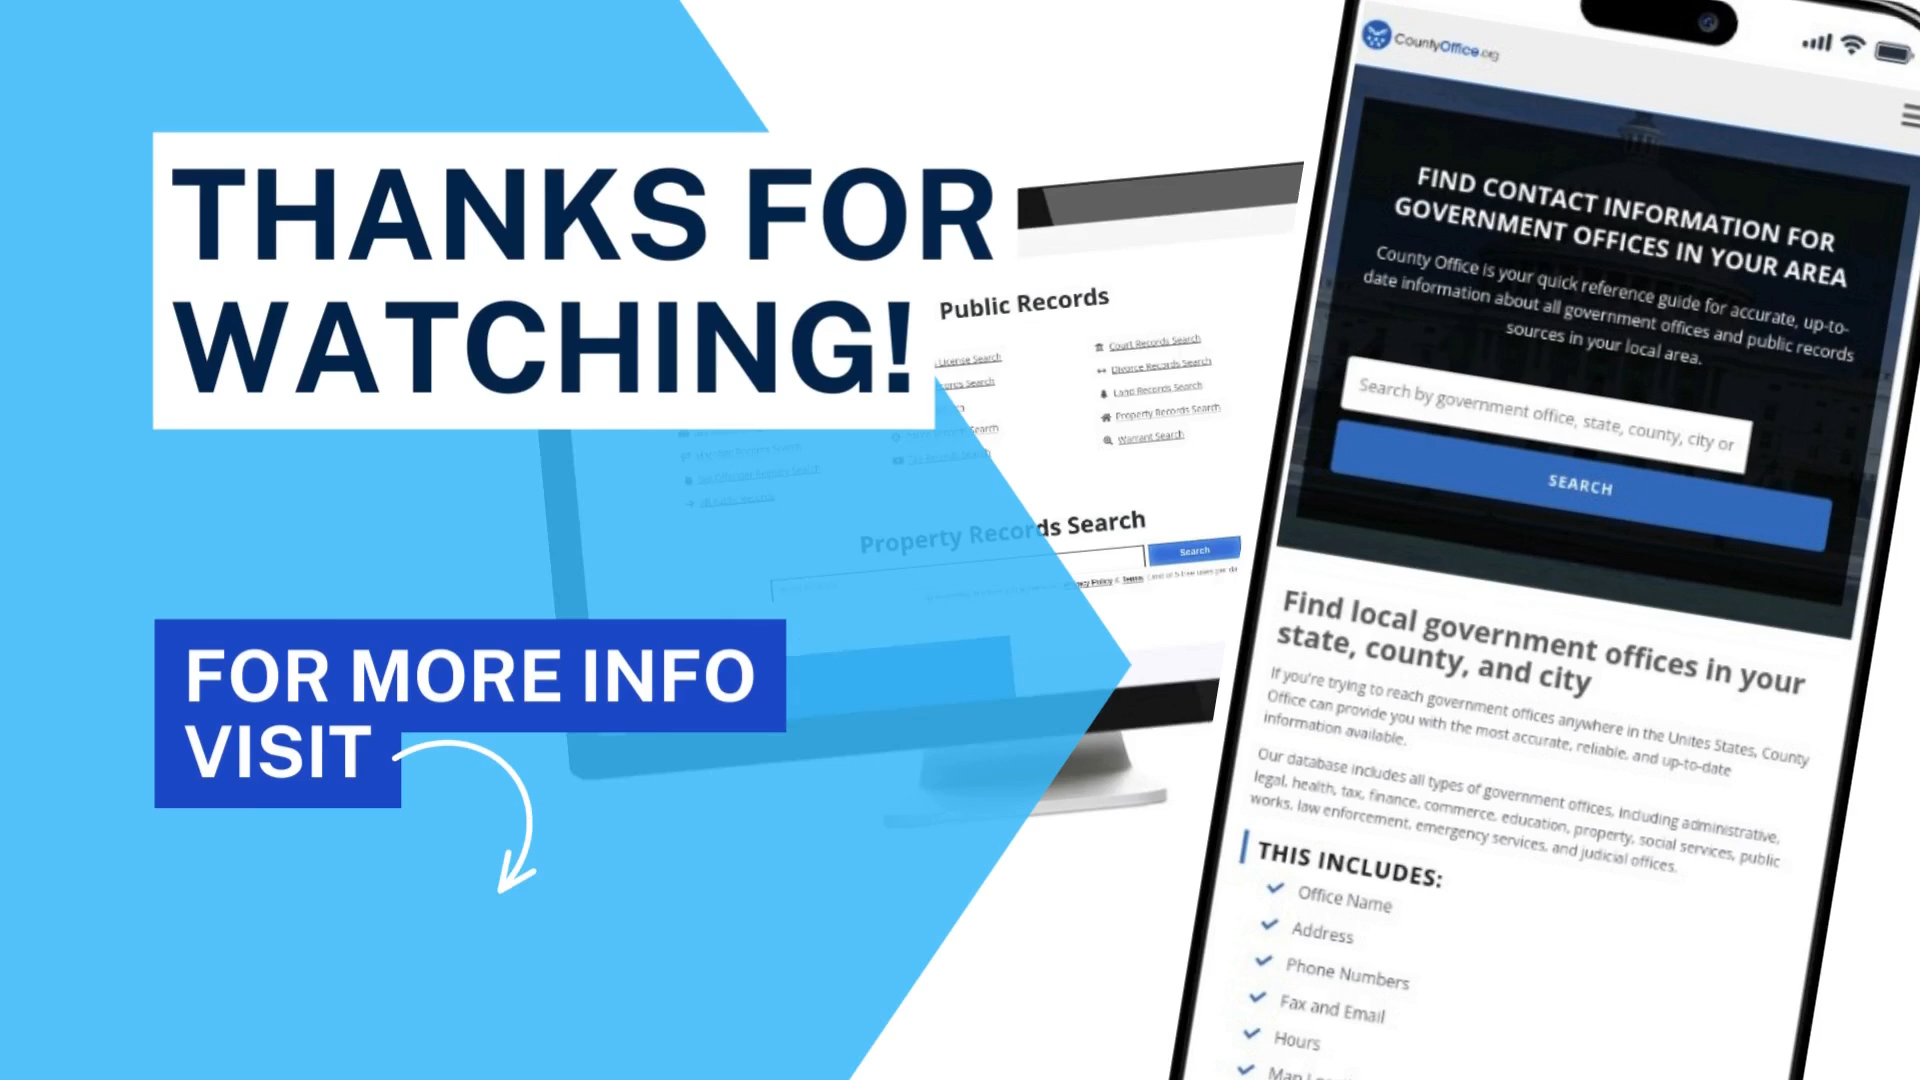 THANKS FOR
WATCHING!
FOR MORE INFO
VISIT
Public Records
License Search
Search
Search
Court Records Search
Divorce Records Search
Land Records Search
Property Records Search
Warrant Search
Property Records Search
Search
Policy & Terms
CountyOffice.org
FIND CONTACT INFORMATION FOR
GOVERNMENT OFFICES IN YOUR AREA
County Office is your quick reference guide for accurate, up-to-
date information about all government offices and public records
sources in your local area.
Search by government office, state, county, city or
SEARCH
Find local government offices in your
state, county, and city
If you're trying to reach government offices anywhere in the Unites States, County
Office can provide you with the most accurate, reliable, and up-to-date
information available.
Our database includes all types of government offices, including administrative,
legal, health, tax, finance, commerce, education, property, social services, public
works, law enforcement, emergency services, and judicial offices.
THIS INCLUDES:
Office Name
Address
Phone Numbers
Fax and Email
Hours